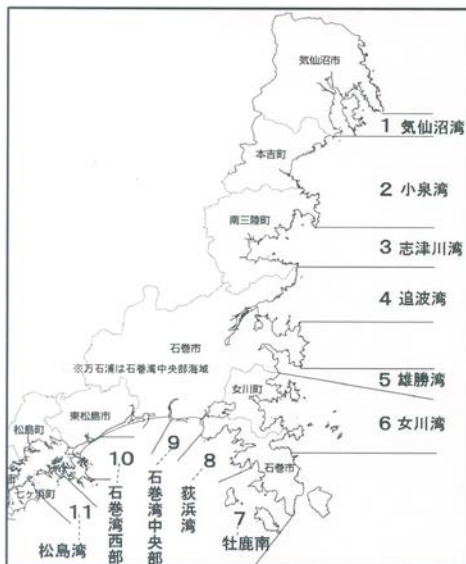 気仙沼市
1 気仙沼湾
本吉町
2 小泉湾
南三陸町
3 志津川湾
4 追波湾
石巻市
※万石浦は石巻湾中央部海域
5 雄勝湾
女川町
6 女川湾
東松島市
松島町
石巻市
七ヶ浜町
7 牡鹿南
8 荻浜湾
9 石巻湾中央部
10 石巻湾西部
11 松島湾